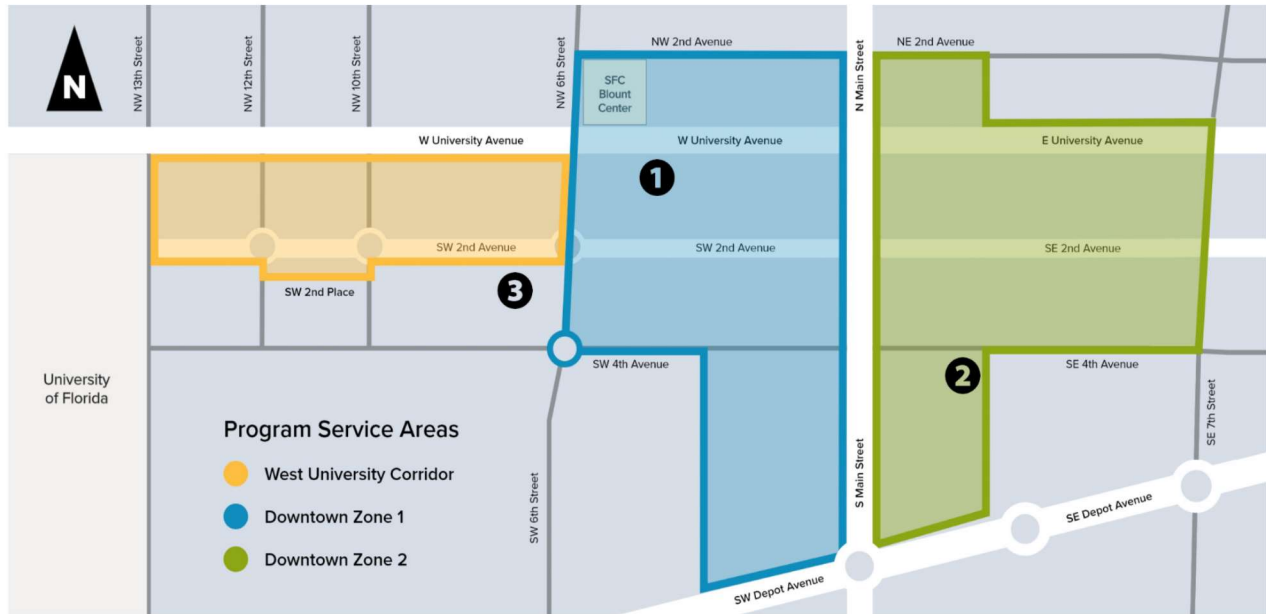 N
NW 13th Street
NW 12th Street
NW 10th Street
NW 6th Street
NW 2nd Avenue
SFC
Blount
Center
N Main Street
NE 2nd Avenue
W University Avenue
W University Avenue
E University Avenue
1
SW 2nd Avenue
SW 2nd Avenue
SE 2nd Avenue
SW 2nd Place
3
SW 4th Avenue
2
SE 4th Avenue
University
of Florida
SE 7th Street
Program Service Areas
West University Corridor
Downtown Zone 1
Downtown Zone 2
SW 6th Street
S Main Street
SE Depot Avenue
SW Depot Avenue